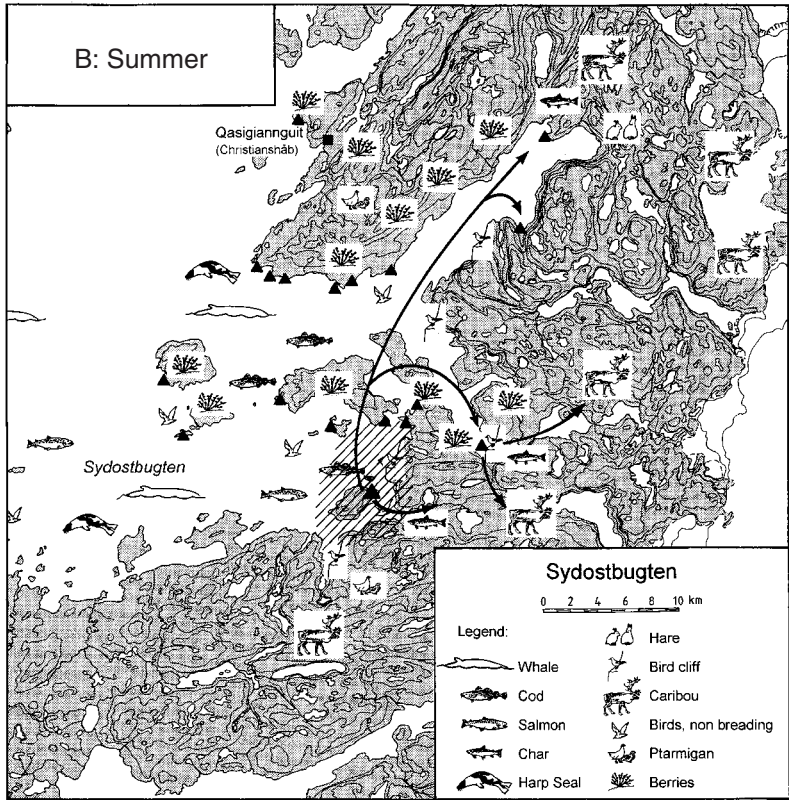 B: Summer
Qasigiannguit
(Christianshåb)
Sydostbugten
Sydostbugten
0 2 4 6 8 10 km
Legend:
Whale
Cod
Salmon
Char
Harp Seal
Hare
Bird cliff
Caribou
Birds, non breading
Ptarmigan
Berries